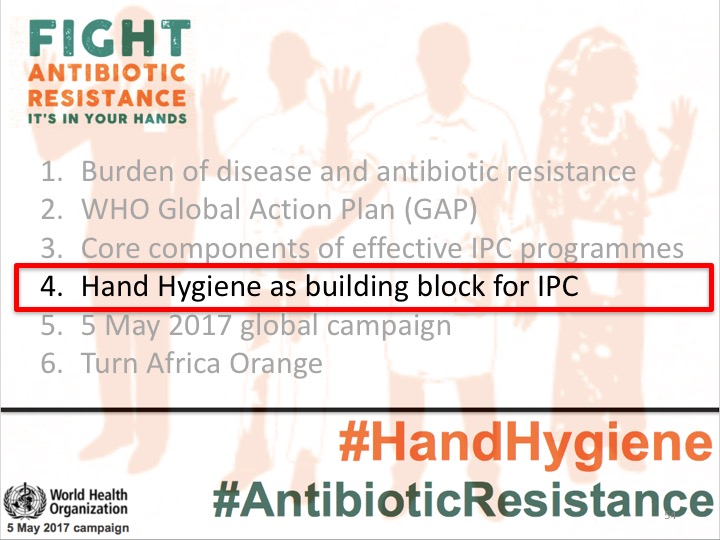 FIGHT
ANTIBIOTIC
RESISTANCE
IT'S IN YOUR HANDS
1. Burden of disease and antibiotic resistance
2. WHO Global Action Plan (GAP)
3. Core components of effective IPC programmes
4. Hand Hygiene as building block for IPC
5. 5 May 2017 global campaign
6. Turn Africa Orange
#HandHygiene
#AntibioticResistance
World Health
Organization
5 May 2017 campaign